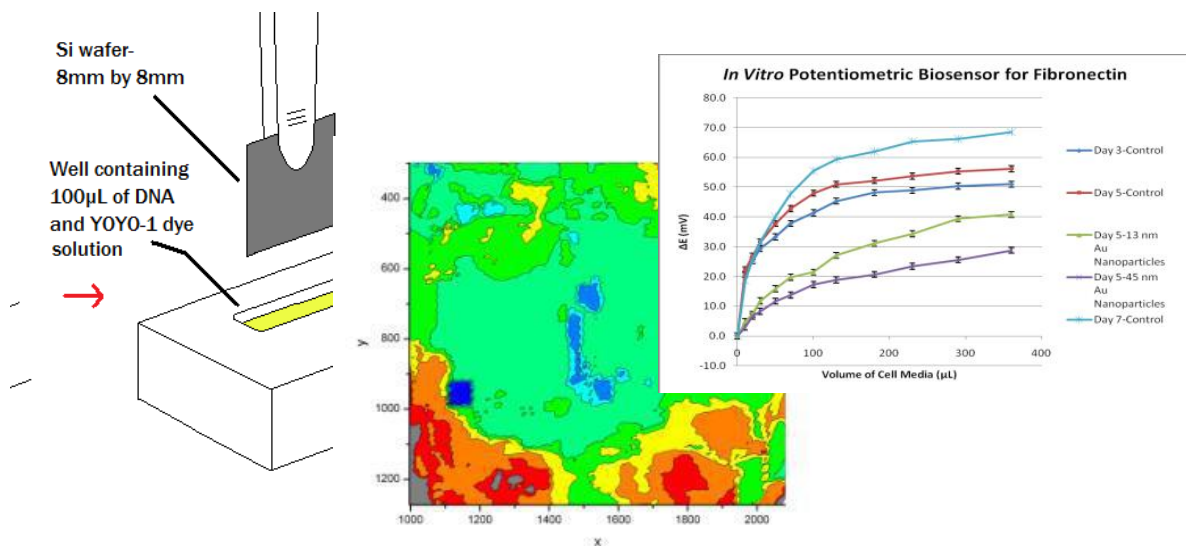 Si wafer-
8mm by 8mm
Well containing
100µL of DNA
and YOYO-1 dye
solution
400
600
800
1000
1200
y
1000
1200
1400
1600
1800
2000
x
In Vitro Potentiometric Biosensor for Fibronectin
80.0
70.0
60.0
50.0
40.0
30.0
20.0
10.0
0.0
-10.0
ΔE (mV)
0
100
200
300
400
Volume of Cell Media (µL)
Day 3-Control
Day 5-Control
Day 5-13 nm
Au
Nanoparticles
Day 5-45 nm
Au
Nanoparticles
Day 7-Control